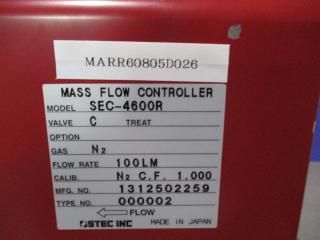 MARR60805D026
MASS FLOW CONTROLLER
MODEL SEC-4600R
VALVE C TREAT
OPTION
GAS N2
FLOW RATE 100LM
CALIB. N2 C.F. 1.000
MFG. NO. 1312502259
TYPE NO. 000002
FLOW
STEC INC MADE IN JAPAN